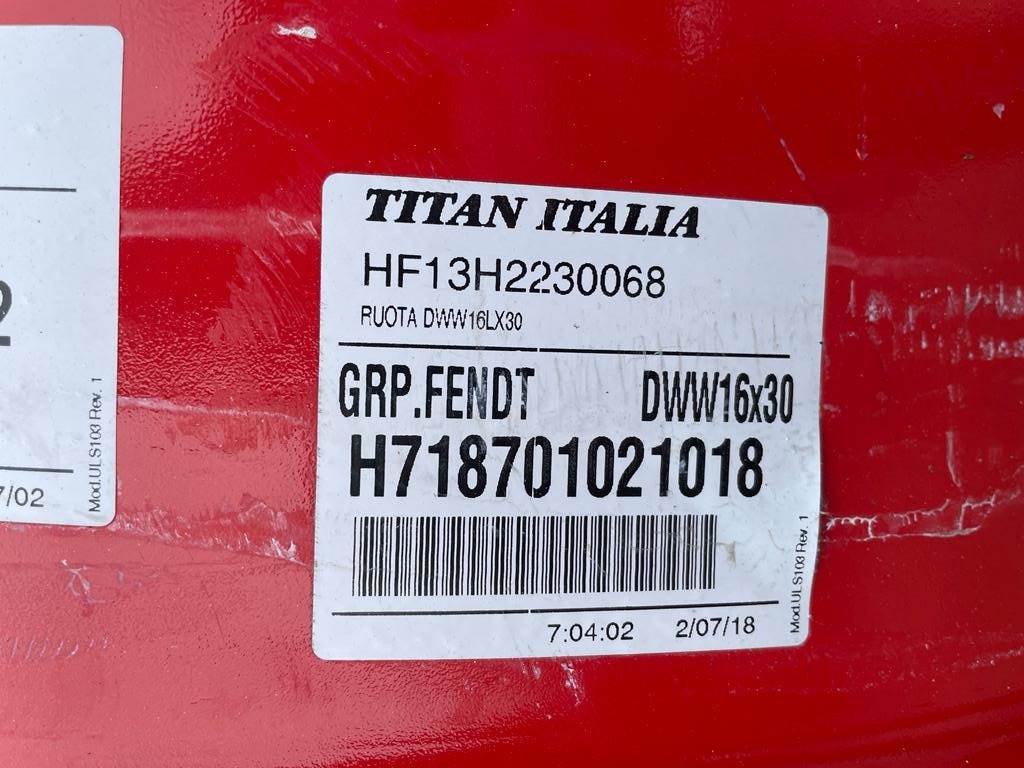 TITAN ITALIA
HF13H2230068
RUOTA DWW16LX30
GRP.FENDT DWW16x30
H718701021018
7:04:02 2/07/18
Mod.ULS103 Rev. 1
2
7/02
Mod.ULS103 Rev. 1